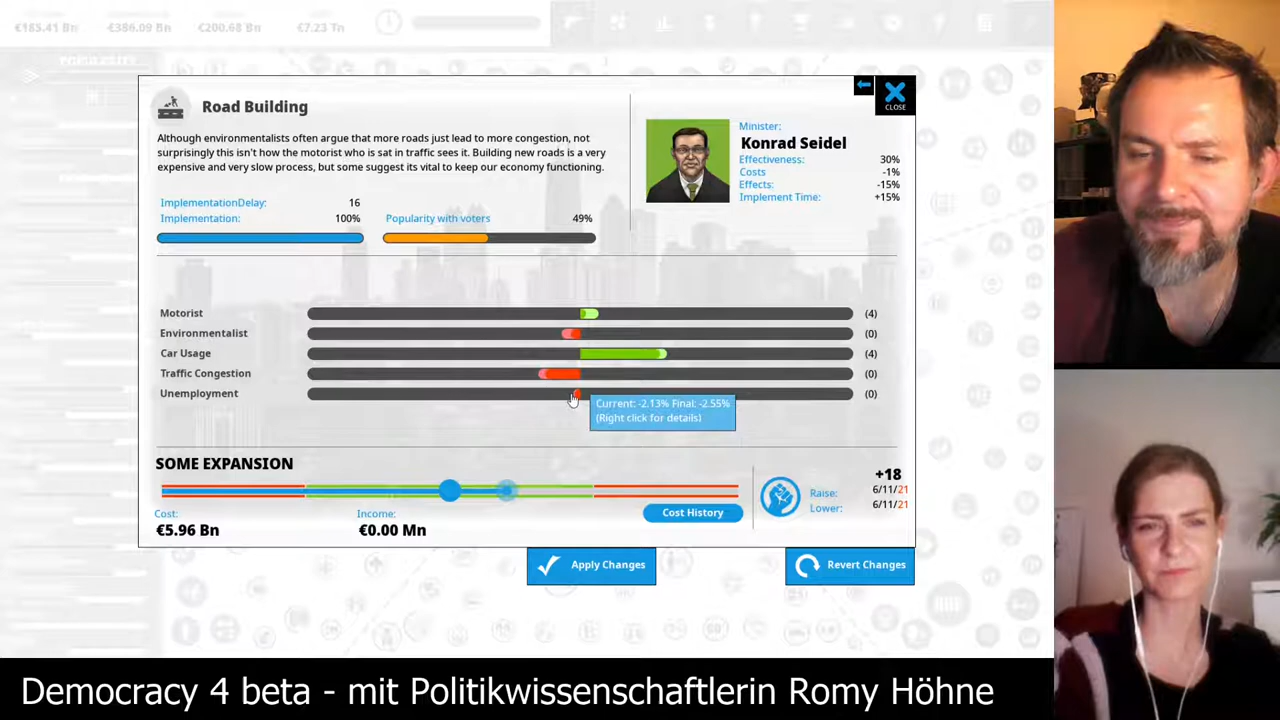 €185.41 Bn
€386.09 Bn
€200.68 Bn
€7.23 Tn
Road Building
Although environmentalists often argue that more roads just lead to more congestion, not
surprisingly this isn't how the motorist who is sat in traffic sees it. Building new roads is a very
expensive and very slow process, but some suggest its vital to keep our economy functioning.
ImplementationDelay: 16
Implementation: 100%
Popularity with voters 49%
CLOSE
Minister:
Konrad Seidel
Effectiveness: 30%
Costs -1%
Effects: -15%
Implement Time: +15%
Motorist (4)
Environmentalist (0)
Car Usage (4)
Traffic Congestion (0)
Unemployment (0)
Current: -2.13% Final: -2.55%
(Right click for details)
SOME EXPANSION
Cost:
€5.96 Bn
Income:
€0.00 Mn
Cost History
+18
Raise: 6/11/21
Lower: 6/11/21
Apply Changes
Revert Changes
Democracy 4 beta - mit Politikwissenschaftlerin Romy Höhne